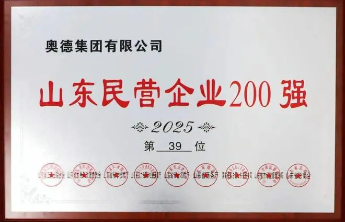 奥德集团有限公司
山东民营企业200强
2025
第 39 位